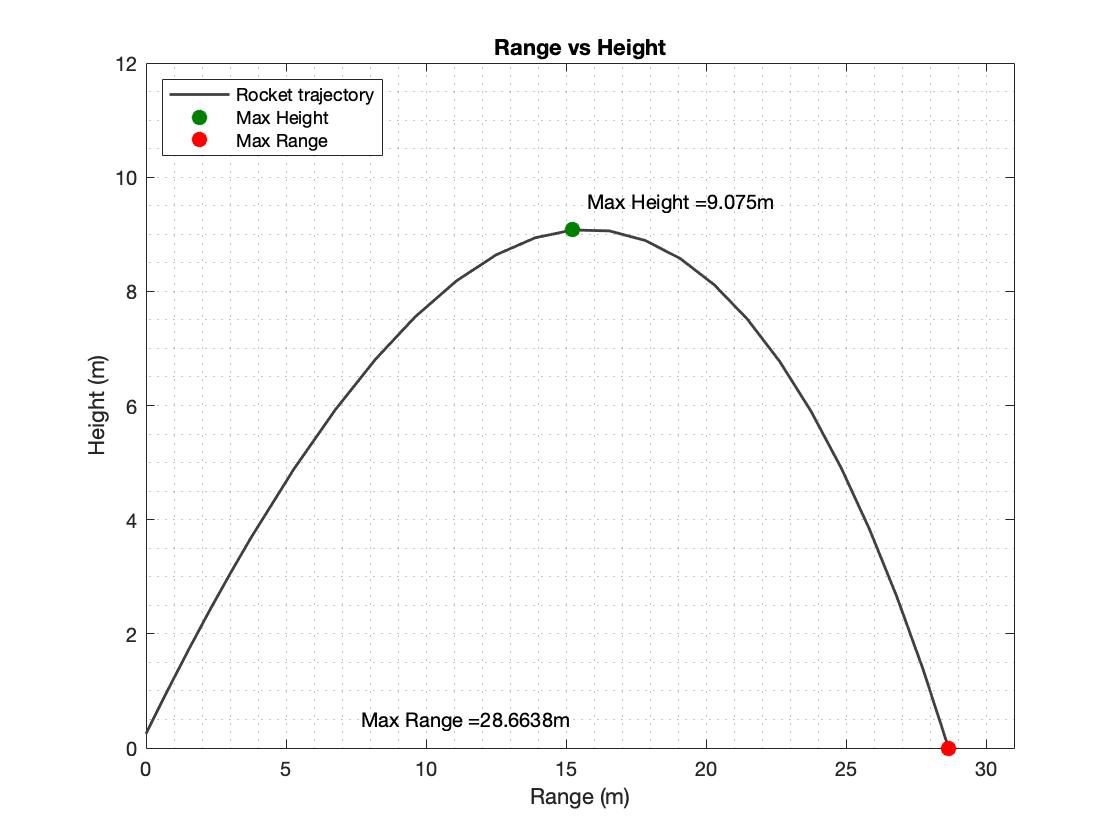 Range vs Height
12
10
8
6
4
2
0
Height (m)
Rocket trajectory
Max Height
Max Range
Max Height =9.075m
Max Range =28.6638m
0 5 10 15 20 25 30
Range (m)